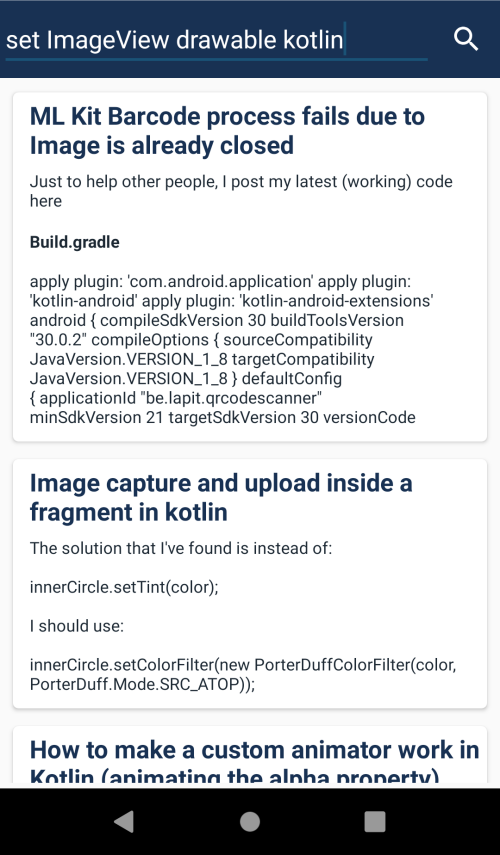 set ImageView drawable kotlin
ML Kit Barcode process fails due to
Image is already closed
Just to help other people, I post my latest (working) code
here
Build.gradle
apply plugin: 'com.android.application' apply plugin:
'kotlin-android' apply plugin: 'kotlin-android-extensions'
android { compileSdkVersion 30 buildToolsVersion
"30.0.2" compileOptions { sourceCompatibility
JavaVersion.VERSION_1_8 targetCompatibility
JavaVersion.VERSION_1_8 } defaultConfig
{ applicationId "be.lapit.qrcodescanner"
minSdkVersion 21 targetSdkVersion 30 versionCode
Image capture and upload inside a
fragment in kotlin
The solution that I've found is instead of:
innerCircle.setTint(color);
I should use:
innerCircle.setColorFilter(new PorterDuffColorFilter(color,
PorterDuff.Mode.SRC_ATOP));
How to make a custom animator work in
Kotlin (animating the alpha property)